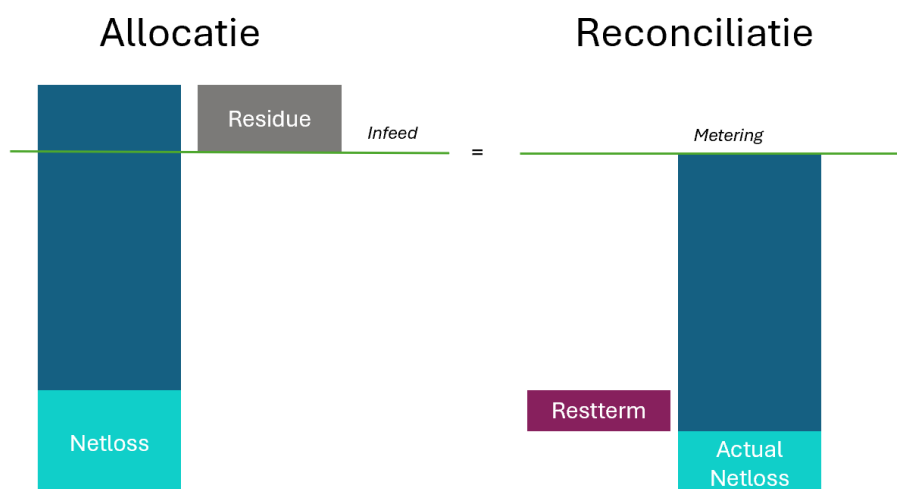 Allocatie
Reconciliatie
Residue
Infeed
=
Metering
Restterm
Netloss
Actual
Netloss